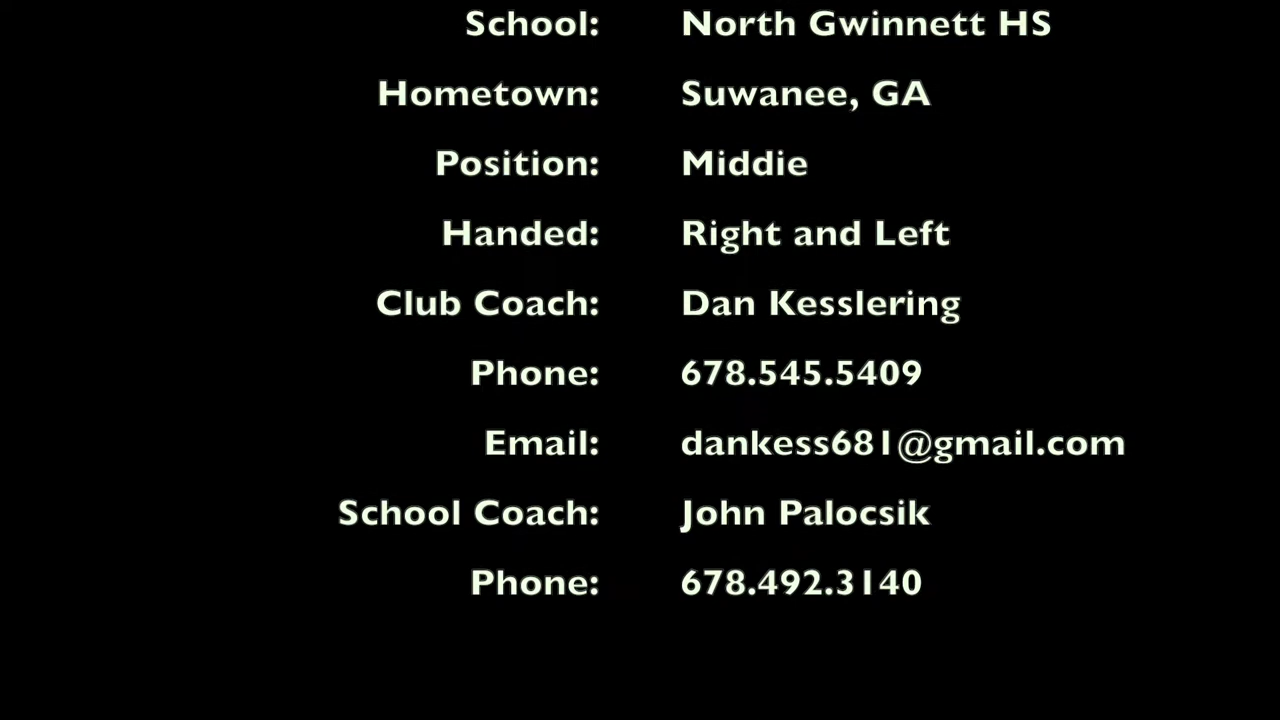 School: North Gwinnett HS
Hometown: Suwanee, GA
Position: Middie
Handed: Right and Left
Club Coach: Dan Kesslering
Phone: 678.545.5409
Email: dankess681@gmail.com
School Coach: John Palocsik
Phone: 678.492.3140